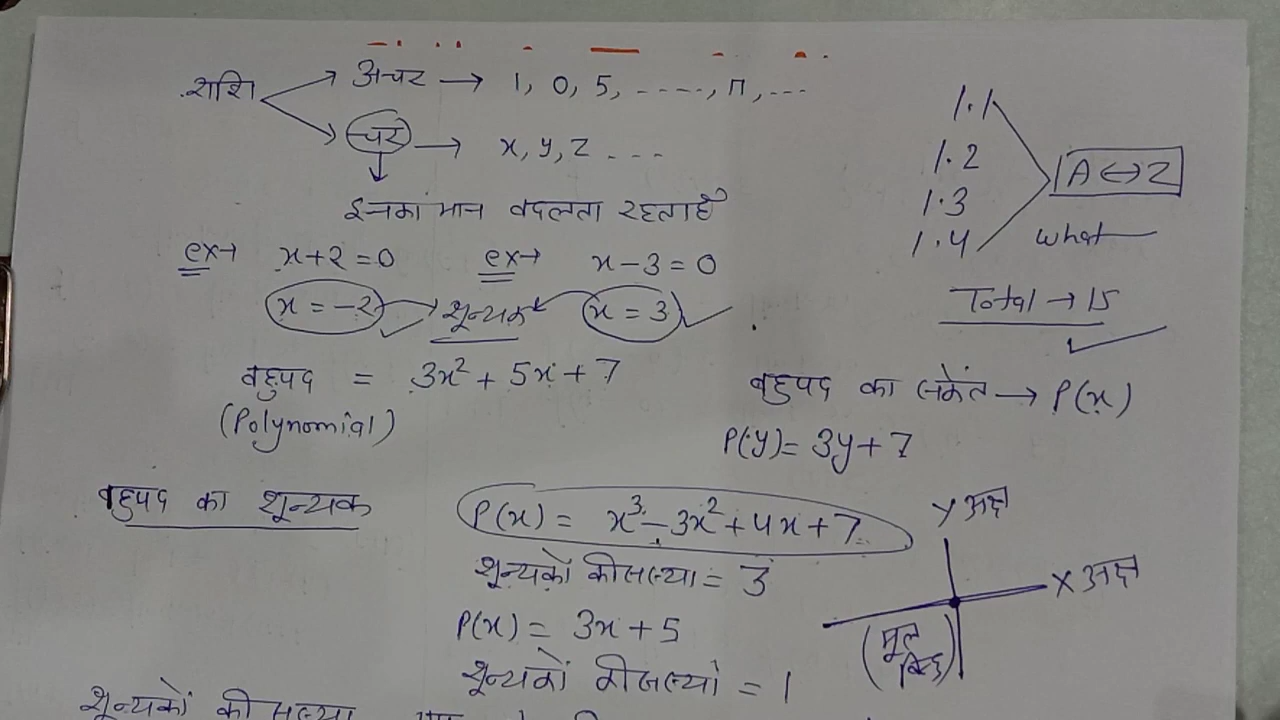 राशि → अचर → 1, 0, 5, ----, π, ---
→ चर → x, y, z ---
इनका मान बदलता रहता है
ex→ x+2=0 ex→ x-3=0
x=-2 → शून्यक ← x=3
बहुपद = 3x² + 5x + 7
(Polynomial)
1.1
1.2
1.3
1.4
A↔Z
what
Total → 15
बहुपद का संकेत → P(x)
P(y) = 3y+7
बहुपद का शून्यक
P(x) = x³-3x²+4x+7
शून्यकों की संख्या = 3
P(x) = 3x+5
शून्यकों की संख्या = 1
Y अक्ष
X अक्ष
(मूल बिन्दु)
शून्यकों की संख्या